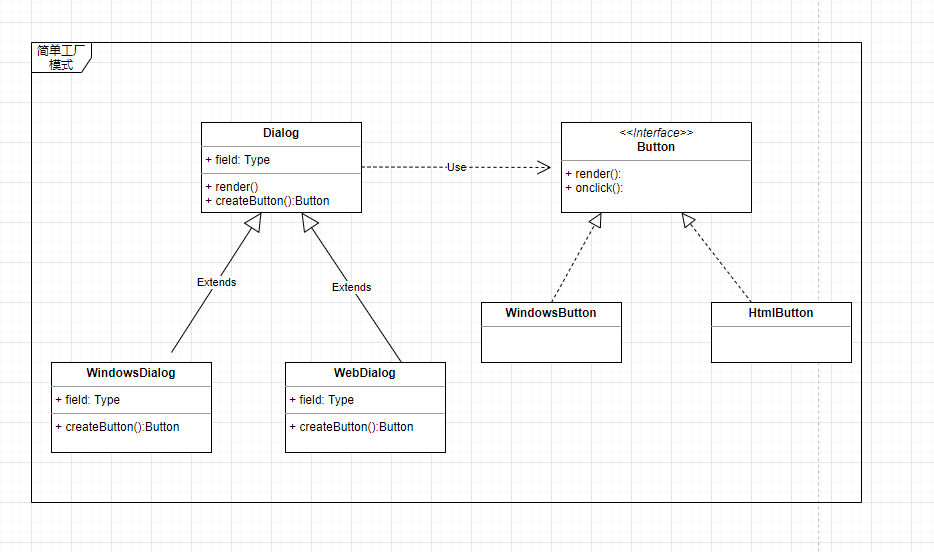 简单工厂
模式
Dialog
+ field: Type
+ render()
+ createButton():Button
Use
<<Interface>>
Button
+ render():
+ onclick():
Extends
Extends
WindowsButton
HtmlButton
WindowsDialog
+ field: Type
+ createButton():Button
WebDialog
+ field: Type
+ createButton():Button